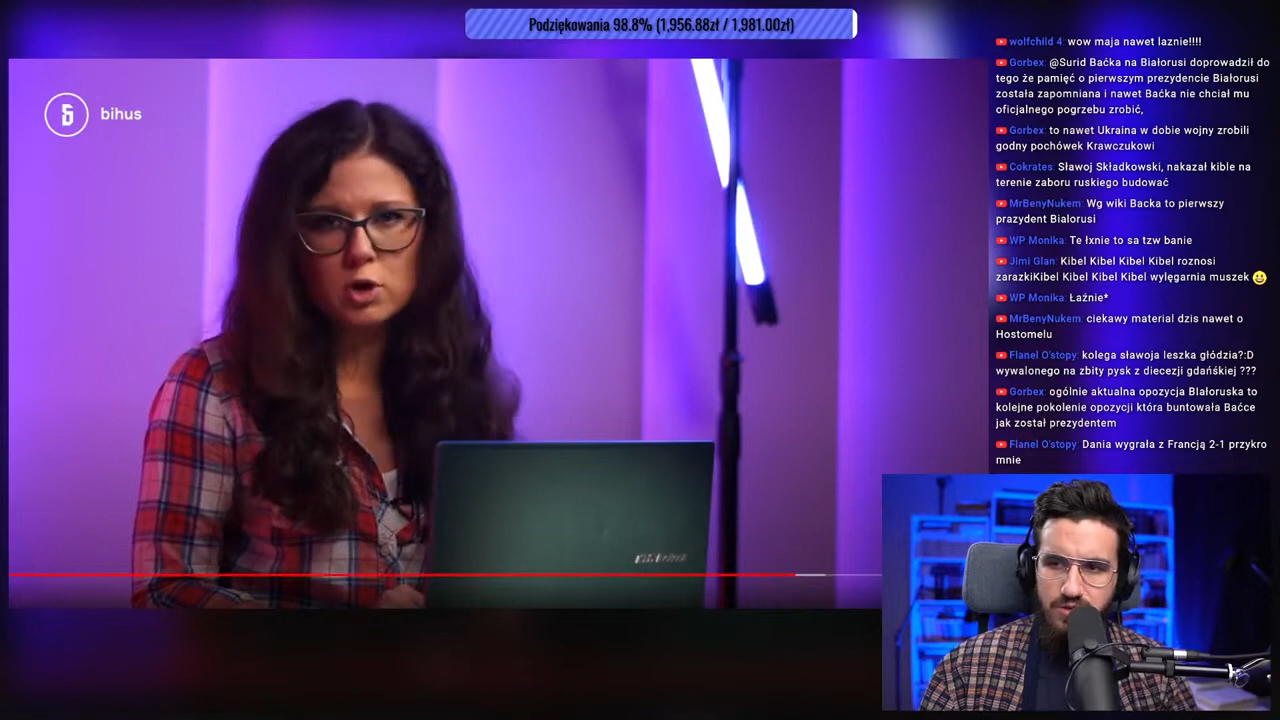 Podziękowania 98.8% (1,956.88zł / 1,981.00zł)
bihus
wolfchild 4: wow maja nawet laznie!!!!
Gorbex: @Surid Baćka na Białorusi doprowadził do
tego że pamięć o pierwszym prezydencie Białorusi
została zapomniana i nawet Baćka nie chciał mu
oficjalnego pogrzebu zrobić,
Gorbex: to nawet Ukraina w dobie wojny zrobili
godny pochówek Krawczukowi
Cokrates: Sławoj Składkowski, nakazał kible na
terenie zaboru ruskiego budować
MrBenyNukem: Wg wiki Backa to pierwszy
prazydent Bialorusi
WP Monika: Te łxnie to sa tzw banie
Jimi Glan: Kibel Kibel Kibel Kibel roznosi
zarazkiKibel Kibel Kibel Kibel wylęgarnia muszek
WP Monika: Łaźnie*
MrBenyNukem: ciekawy material dzis nawet o
Hostomelu
Flanel O'stopy: kolega sławoja leszka głódzia?:D
wywalonego na zbity pysk z diecezji gdańśkiej ???
Gorbex: ogólnie aktualna opozycja BIałoruska to
kolejne pokolenie opozycji która buntowała Baćce
jak został prezydentem
Flanel O'stopy: Dania wygrała z Francją 2-1 przykro
mnie